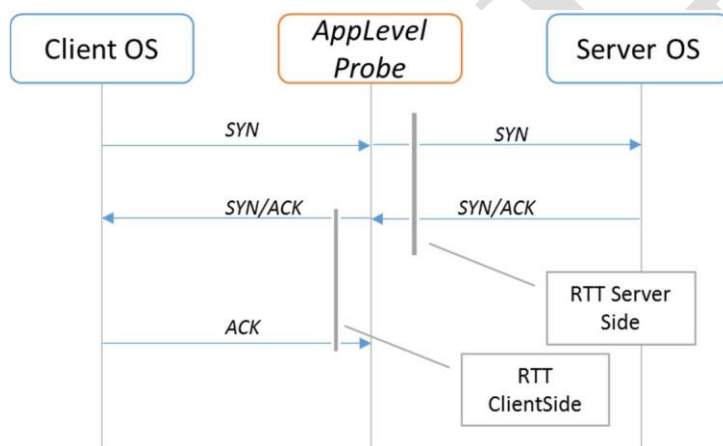 Client OS
AppLevel
Probe
Server OS
SYN
SYN
SYN/ACK
SYN/ACK
RTT Server
Side
ACK
RTT
ClientSide